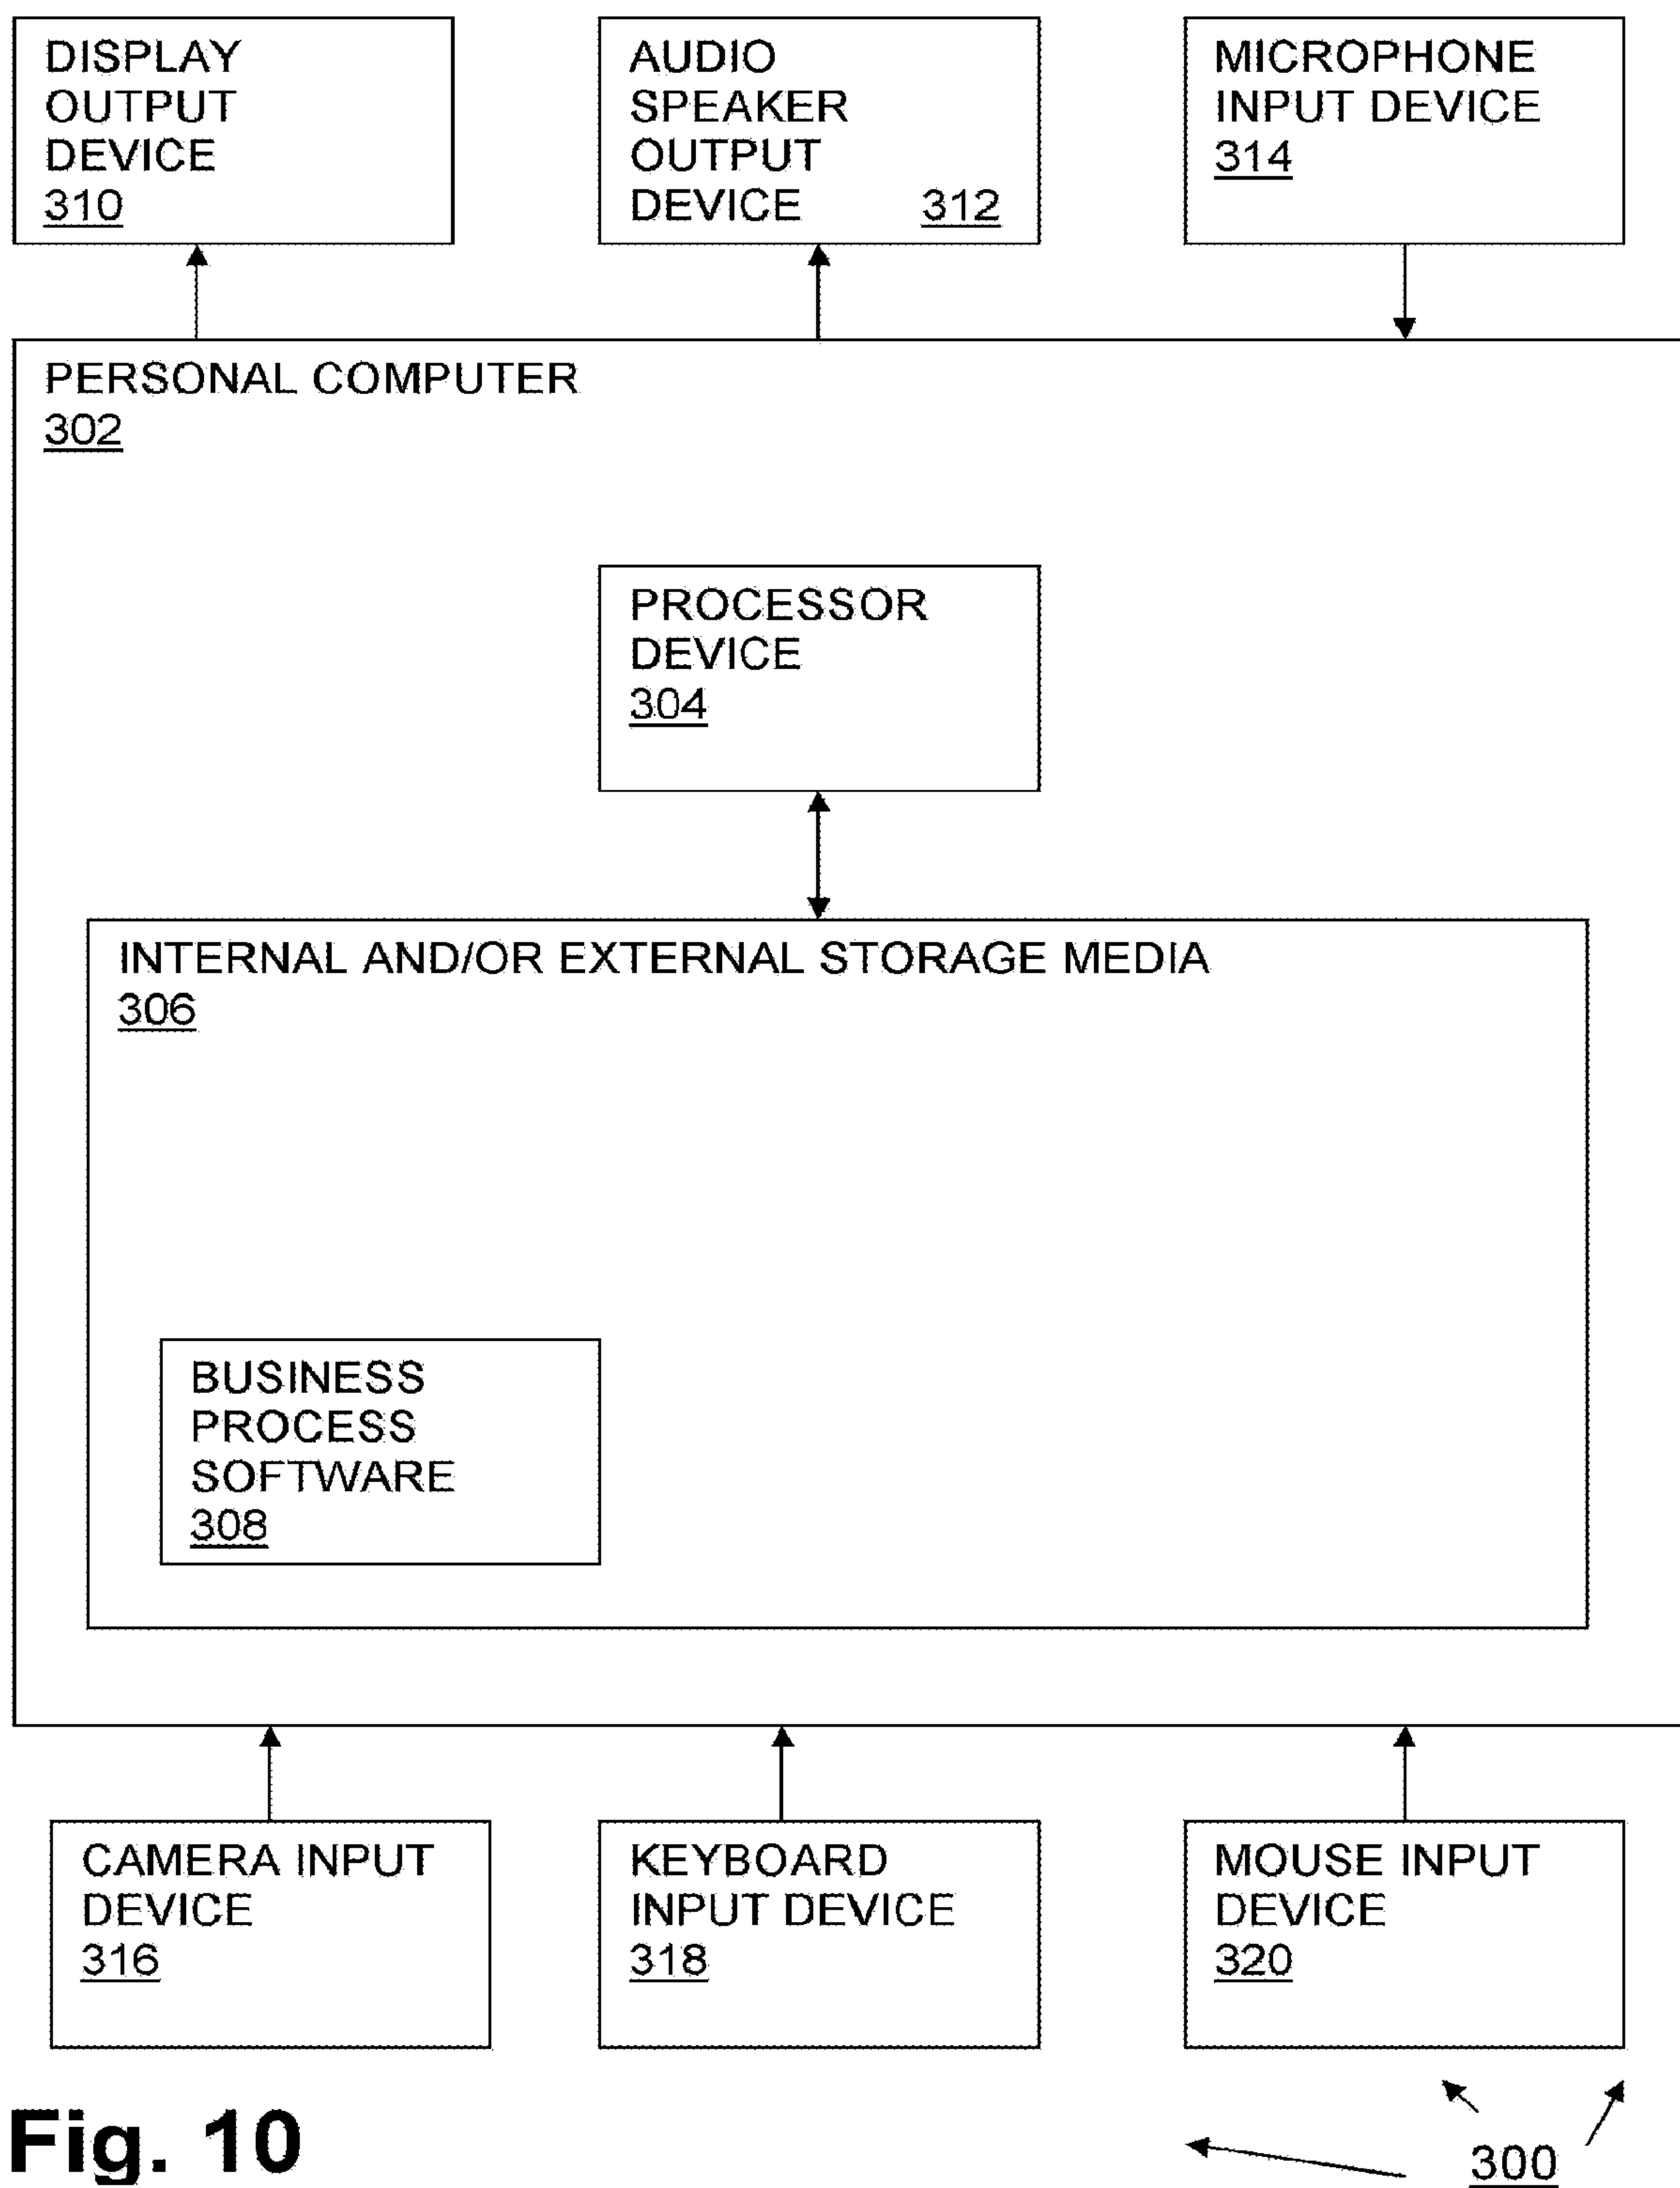 DISPLAY
OUTPUT
DEVICE
310
AUDIO
SPEAKER
OUTPUT
DEVICE 312
MICROPHONE
INPUT DEVICE
314
PERSONAL COMPUTER
302
PROCESSOR
DEVICE
304
INTERNAL AND/OR EXTERNAL STORAGE MEDIA
306
BUSINESS
PROCESS
SOFTWARE
308
CAMERA INPUT
DEVICE
316
KEYBOARD
INPUT DEVICE
318
MOUSE INPUT
DEVICE
320
Fig. 10
300